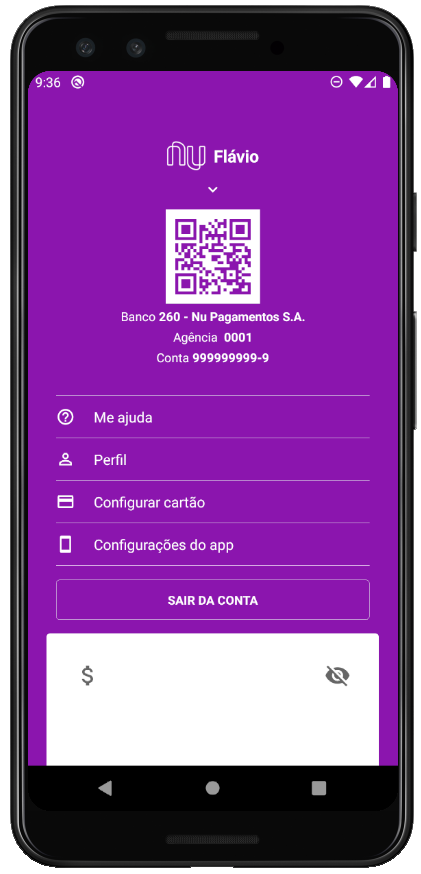 9:36
nu Flávio
Banco 260 - Nu Pagamentos S.A.
Agência 0001
Conta 999999999-9
Me ajuda
Perfil
Configurar cartão
Configurações do app
SAIR DA CONTA
$